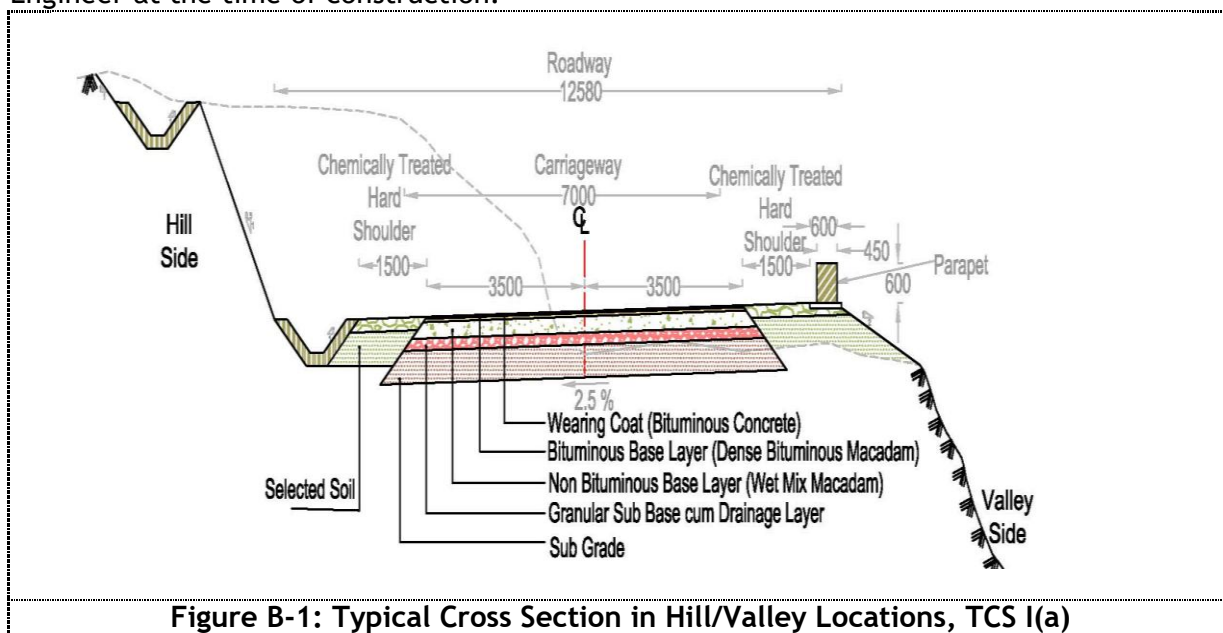 Engineer at the time of construction.
Roadway
12580
Chemically Treated
Hard
Shoulder
1500
Carriageway
7000
℄
Chemically Treated
Hard
Shoulder
1500
600
450
600
Parapet
Hill
Side
3500
3500
2.5 %
Wearing Coat (Bituminous Concrete)
Bituminous Base Layer (Dense Bituminous Macadam)
Non Bituminous Base Layer (Wet Mix Macadam)
Granular Sub Base cum Drainage Layer
Sub Grade
Selected Soil
Valley
Side
Figure B-1: Typical Cross Section in Hill/Valley Locations, TCS I(a)